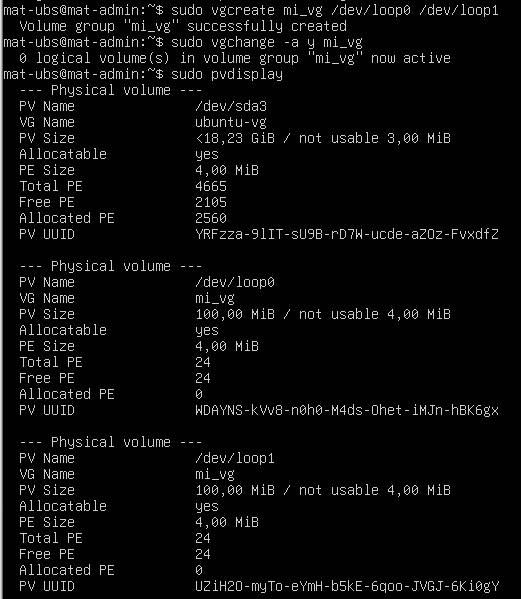 mat-ubs@mat-admin:~$ sudo vgcreate mi_vg /dev/loop0 /dev/loop1
  Volume group "mi_vg" successfully created
mat-ubs@mat-admin:~$ sudo vgchange -a y mi_vg
  0 logical volume(s) in volume group "mi_vg" now active
mat-ubs@mat-admin:~$ sudo pvdisplay
  --- Physical volume ---
  PV Name               /dev/sda3
  VG Name               ubuntu-vg
  PV Size               <18,23 GiB / not usable 3,00 MiB
  Allocatable           yes
  PE Size               4,00 MiB
  Total PE              4665
  Free PE               2105
  Allocated PE          2560
  PV UUID               YRFzza-9lIT-sU9B-rD7W-ucde-aZOz-FvxdfZ

  --- Physical volume ---
  PV Name               /dev/loop0
  VG Name               mi_vg
  PV Size               100,00 MiB / not usable 4,00 MiB
  Allocatable           yes
  PE Size               4,00 MiB
  Total PE              24
  Free PE               24
  Allocated PE          0
  PV UUID               WDAYNS-kVv8-n0h0-M4ds-Ohet-iMJn-hBK6gx

  --- Physical volume ---
  PV Name               /dev/loop1
  VG Name               mi_vg
  PV Size               100,00 MiB / not usable 4,00 MiB
  Allocatable           yes
  PE Size               4,00 MiB
  Total PE              24
  Free PE               24
  Allocated PE          0
  PV UUID               UZiH2O-myTo-eYmH-b5kE-6qoo-JVGJ-6Ki0gY